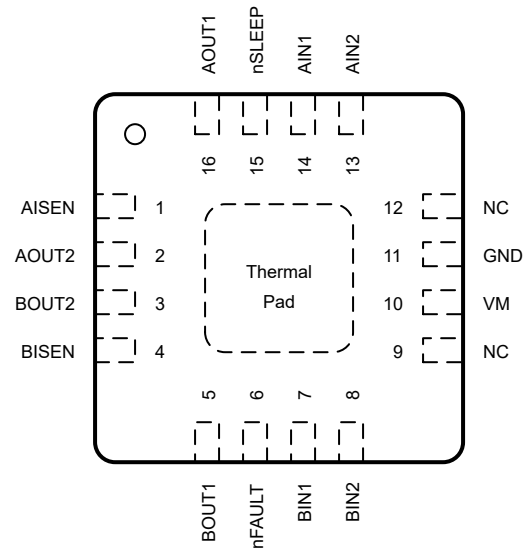 AOUT1 nSLEEP AIN1 AIN2
16 15 14 13
AISEN 1 12 NC
AOUT2 2 11 GND
Thermal
Pad
BOUT2 3 10 VM
BISEN 4 9 NC
5 6 7 8
BOUT1 nFAULT BIN1 BIN2